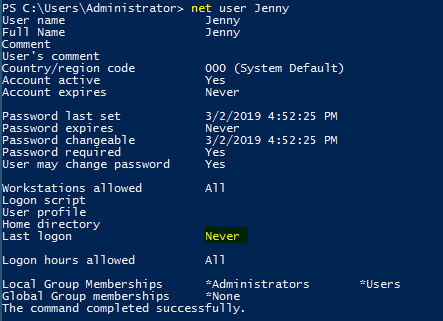 PS C:\Users\Administrator> net user Jenny
User name                    Jenny
Full Name                    Jenny
Comment
User's comment
Country/region code          000 (System Default)
Account active               Yes
Account expires              Never

Password last set            3/2/2019 4:52:25 PM
Password expires             Never
Password changeable          3/2/2019 4:52:25 PM
Password required            Yes
User may change password     Yes

Workstations allowed         All
Logon script
User profile
Home directory
Last logon                   Never

Logon hours allowed          All

Local Group Memberships      *Administrators       *Users
Global Group memberships     *None
The command completed successfully.